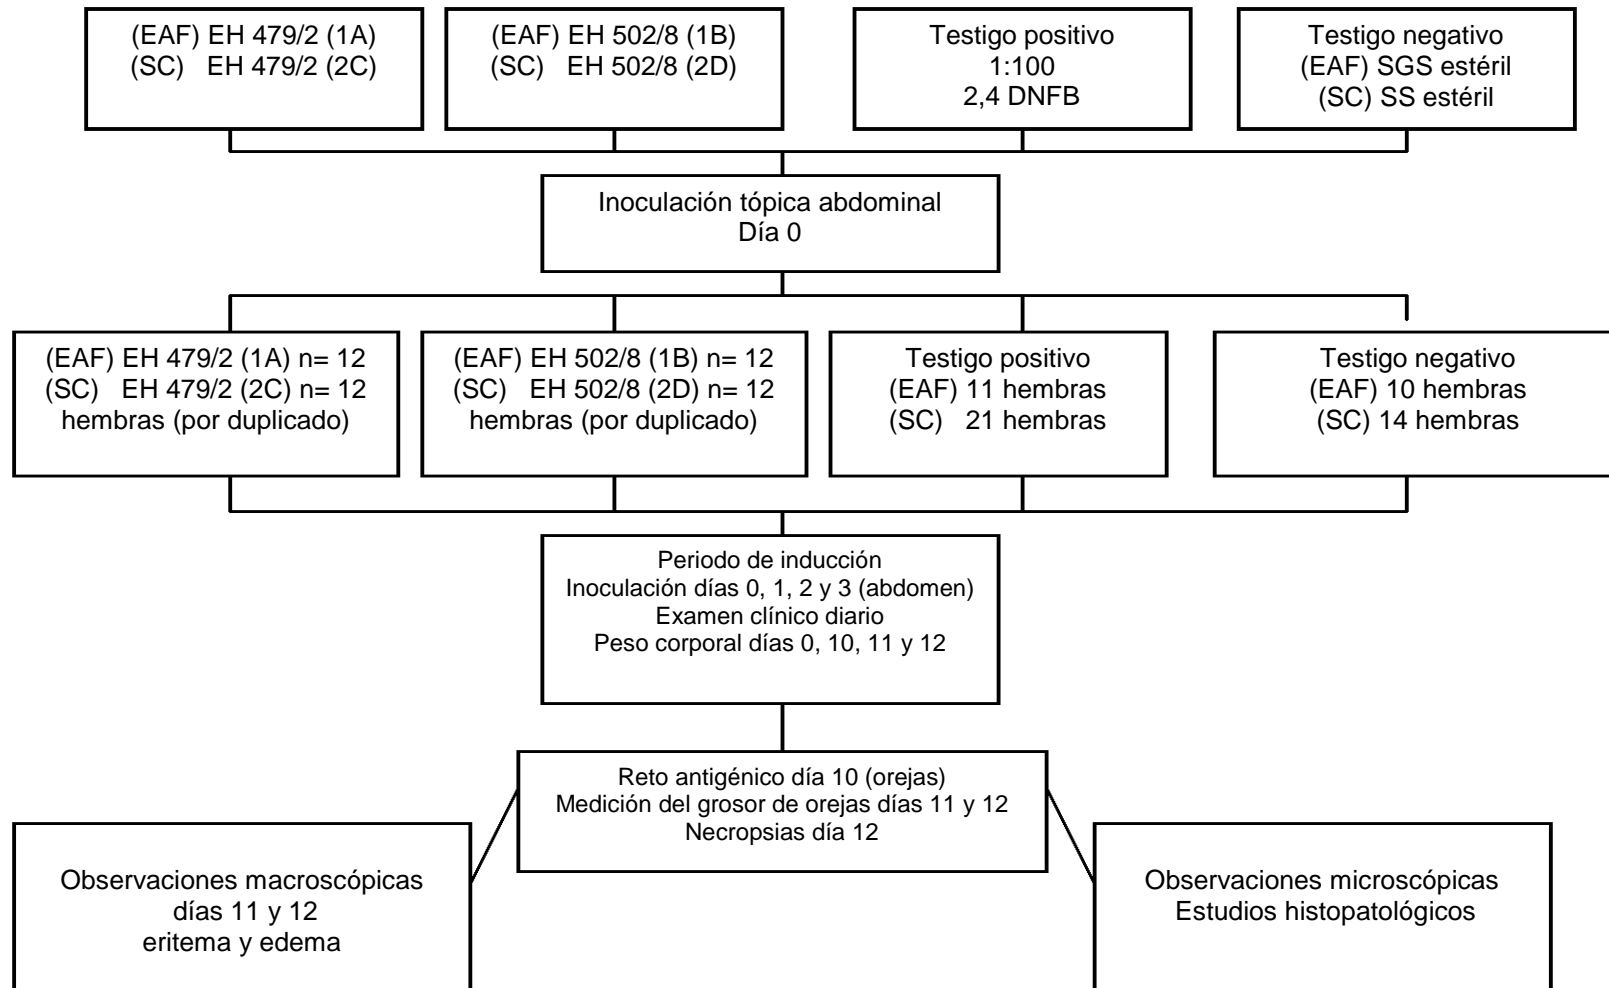 (EAF) EH 479/2 (1A)
(SC) EH 479/2 (2C)
(EAF) EH 502/8 (1B)
(SC) EH 502/8 (2D)
Testigo positivo
1:100
2,4 DNFB
Testigo negativo
(EAF) SGS estéril
(SC) SS estéril
Inoculación tópica abdominal
Día 0
(EAF) EH 479/2 (1A) n= 12
(SC) EH 479/2 (2C) n= 12
hembras (por duplicado)
(EAF) EH 502/8 (1B) n= 12
(SC) EH 502/8 (2D) n= 12
hembras (por duplicado)
Testigo positivo
(EAF) 11 hembras
(SC) 21 hembras
Testigo negativo
(EAF) 10 hembras
(SC) 14 hembras
Periodo de inducción
Inoculación días 0, 1, 2 y 3 (abdomen)
Examen clínico diario
Peso corporal días 0, 10, 11 y 12
Reto antigénico día 10 (orejas)
Medición del grosor de orejas días 11 y 12
Necropsias día 12
Observaciones macroscópicas
días 11 y 12
eritema y edema
Observaciones microscópicas
Estudios histopatológicos